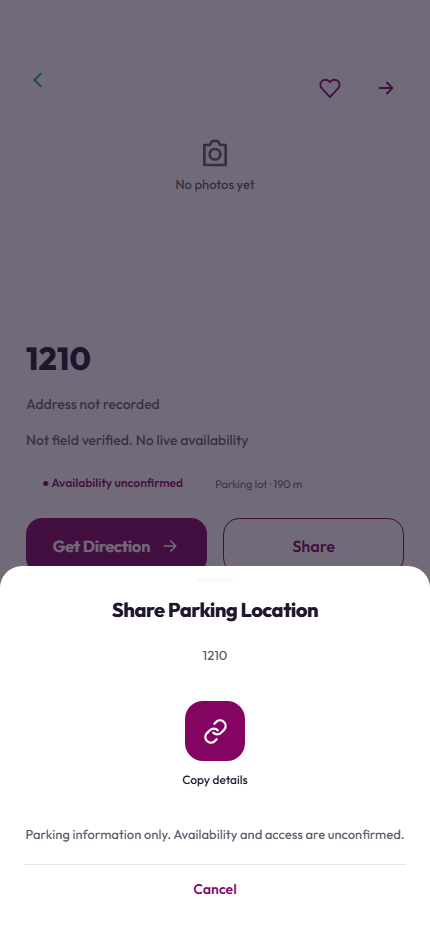 No photos yet
1210
Address not recorded
Not field verified. No live availability
• Availability unconfirmed
Parking lot · 190 m
Get Direction →
Share
Share Parking Location
1210
Copy details
Parking information only. Availability and access are unconfirmed.
Cancel